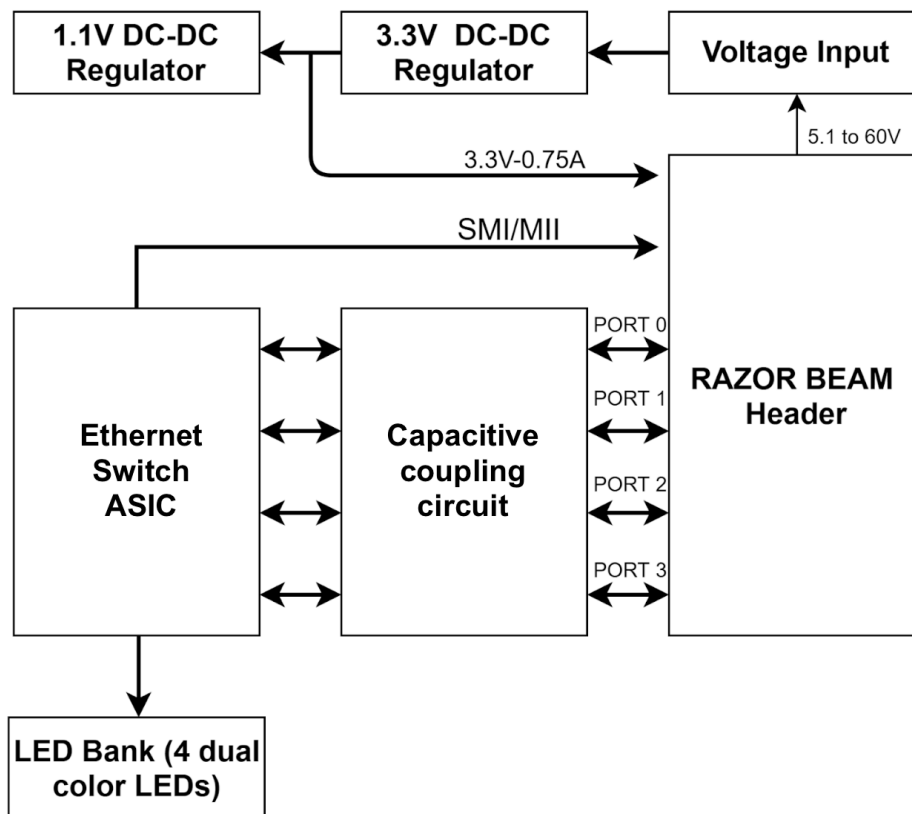 1.1V DC-DC
Regulator
3.3V DC-DC
Regulator
Voltage Input
5.1 to 60V
3.3V-0.75A
SMI/MII
Ethernet
Switch
ASIC
Capacitive
coupling
circuit
PORT 0
PORT 1
PORT 2
PORT 3
RAZOR BEAM
Header
LED Bank (4 dual
color LEDs)